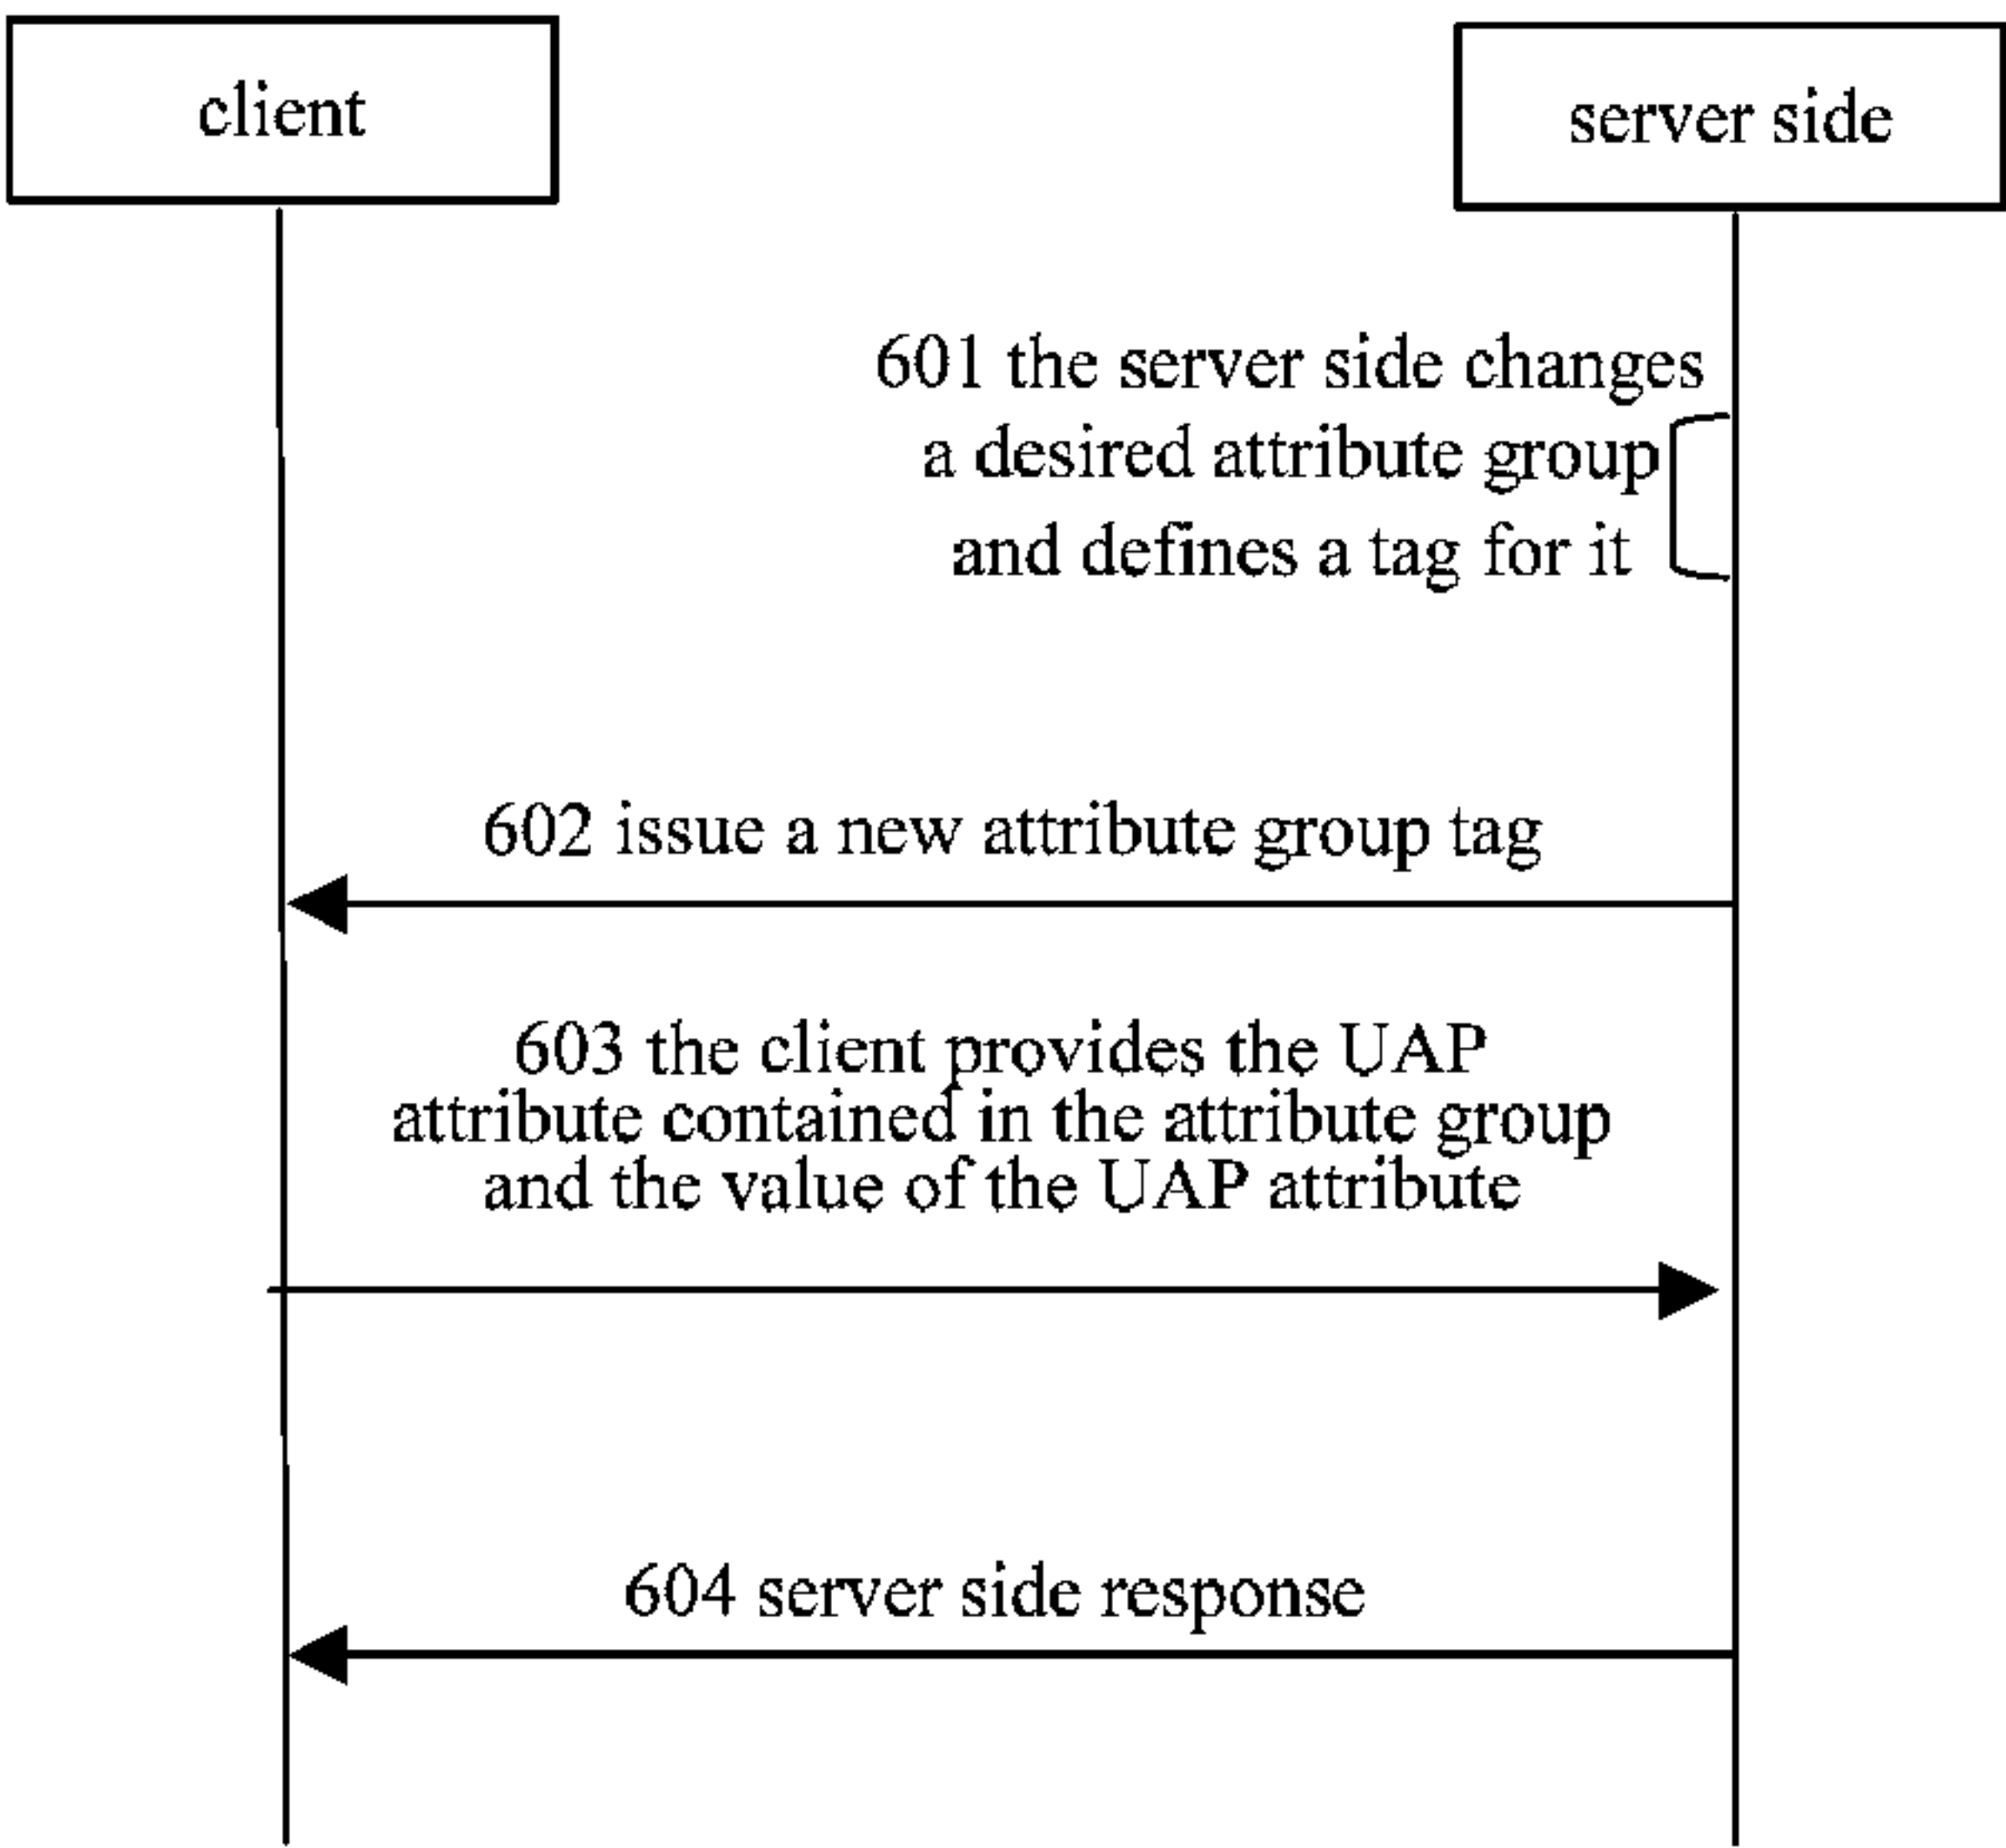 client
server side
601 the server side changes
a desired attribute group
and defines a tag for it
602 issue a new attribute group tag
603 the client provides the UAP
attribute contained in the attribute group
and the value of the UAP attribute
604 server side response